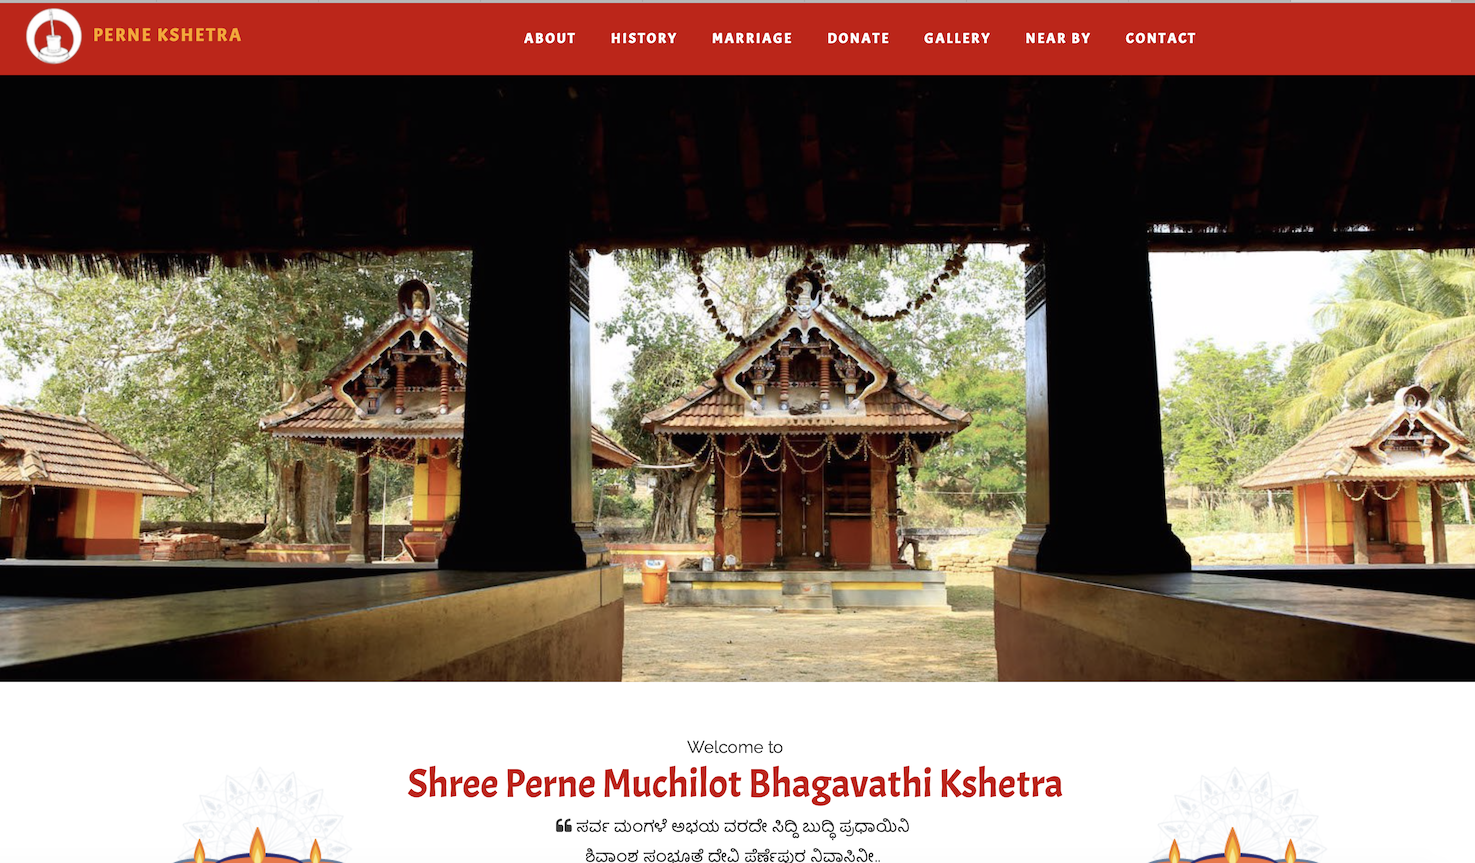 PERNE KSHETRA
ABOUT HISTORY MARRIAGE DONATE GALLERY NEAR BY CONTACT
Welcome to
Shree Perne Muchilot Bhagavathi Kshetra
❝ ಸರ್ವ ಮಂಗಳೆ ಅಭಯ ವರದೇ ಸಿದ್ದಿ ಬುದ್ಧಿ ಪ್ರಧಾಯಿನಿ
ಶಿವಾಂಶ ಸಂಭೂತೆ ದೇವಿ ಪೆರ್ಣೆಪುರ ನಿವಾಸಿನೀ..